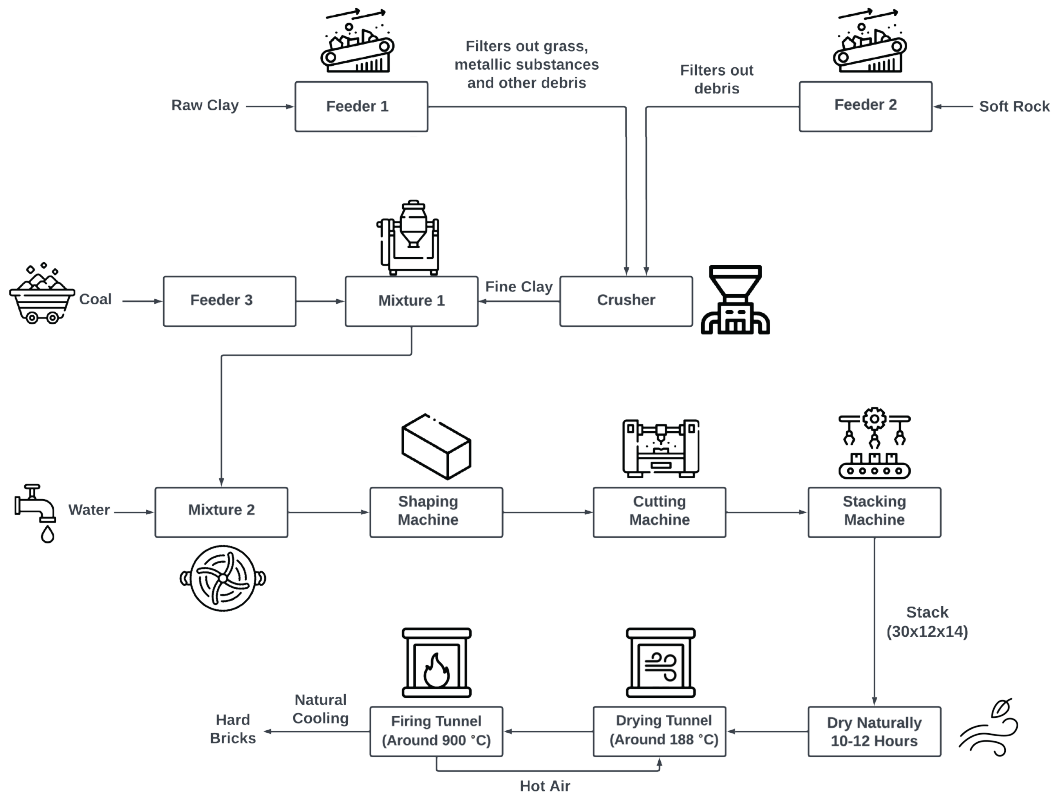 Filters out grass,
metallic substances
and other debris
Filters out
debris
Raw Clay
Feeder 1
Feeder 2
Soft Rock
Coal
Feeder 3
Mixture 1
Fine Clay
Crusher
Water
Mixture 2
Shaping
Machine
Cutting
Machine
Stacking
Machine
Stack
(30x12x14)
Hard
Bricks
Natural
Cooling
Firing Tunnel
(Around 900 °C)
Drying Tunnel
(Around 188 °C)
Dry Naturally
10-12 Hours
Hot Air